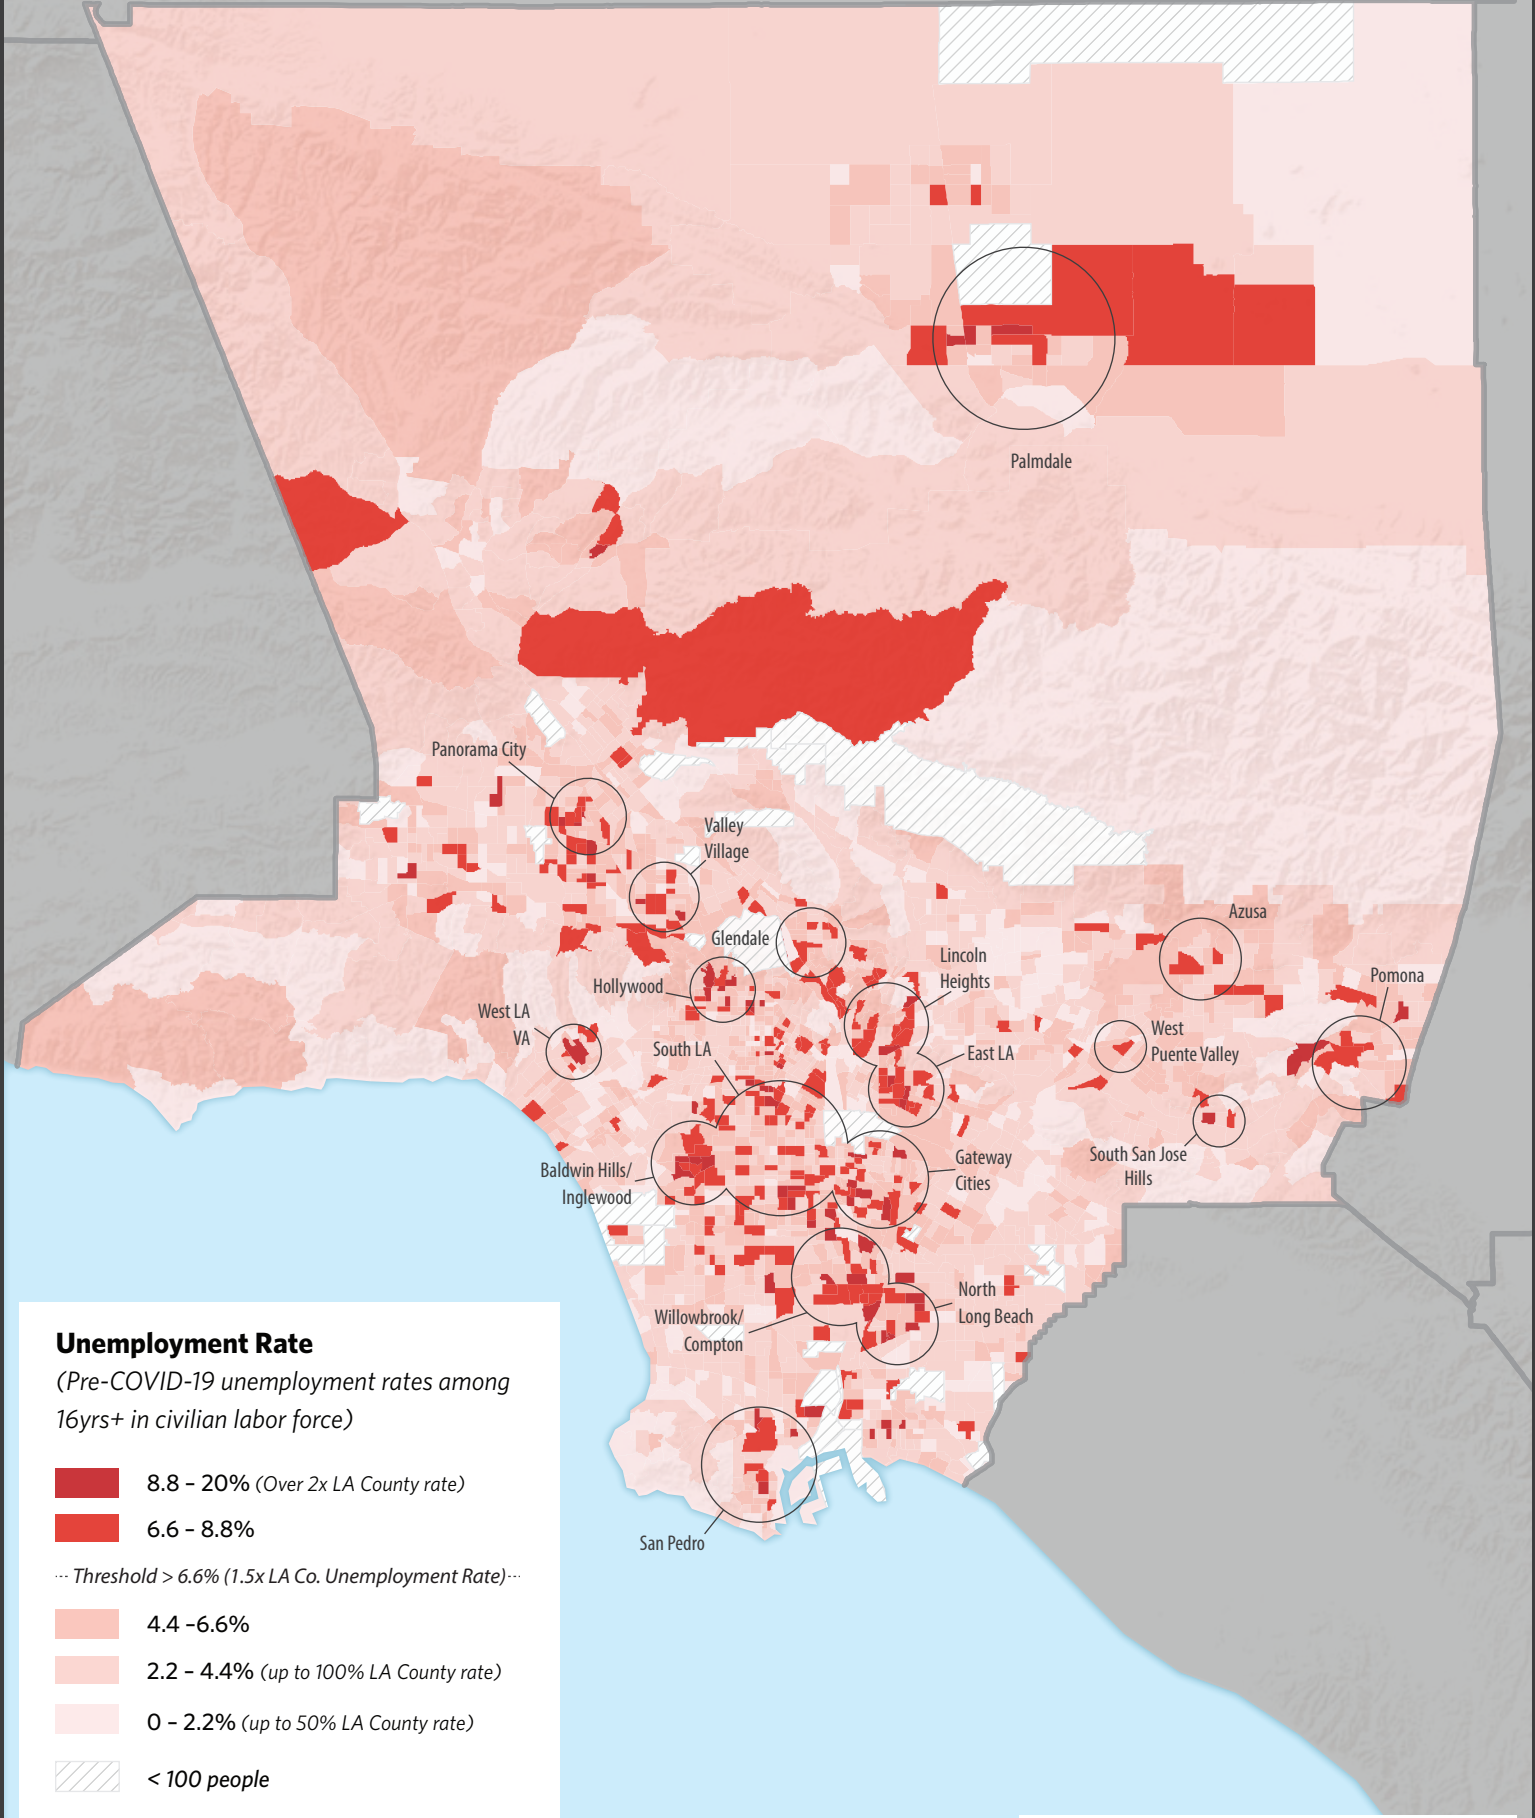 Palmdale
Panorama City
Valley
Village
Azusa
Glendale
Lincoln
Heights
Pomona
Hollywood
West LA
VA
South LA
East LA
West
Puente Valley
Baldwin Hills/
Inglewood
Gateway
Cities
South San Jose
Hills
North
Long Beach
Willowbrook/
Compton
San Pedro
Unemployment Rate
(Pre-COVID-19 unemployment rates among
16yrs+ in civilian labor force)
8.8 – 20% (Over 2x LA County rate)
6.6 – 8.8%
--- Threshold > 6.6% (1.5x LA Co. Unemployment Rate)---
4.4 –6.6%
2.2 – 4.4% (up to 100% LA County rate)
0 – 2.2% (up to 50% LA County rate)
< 100 people